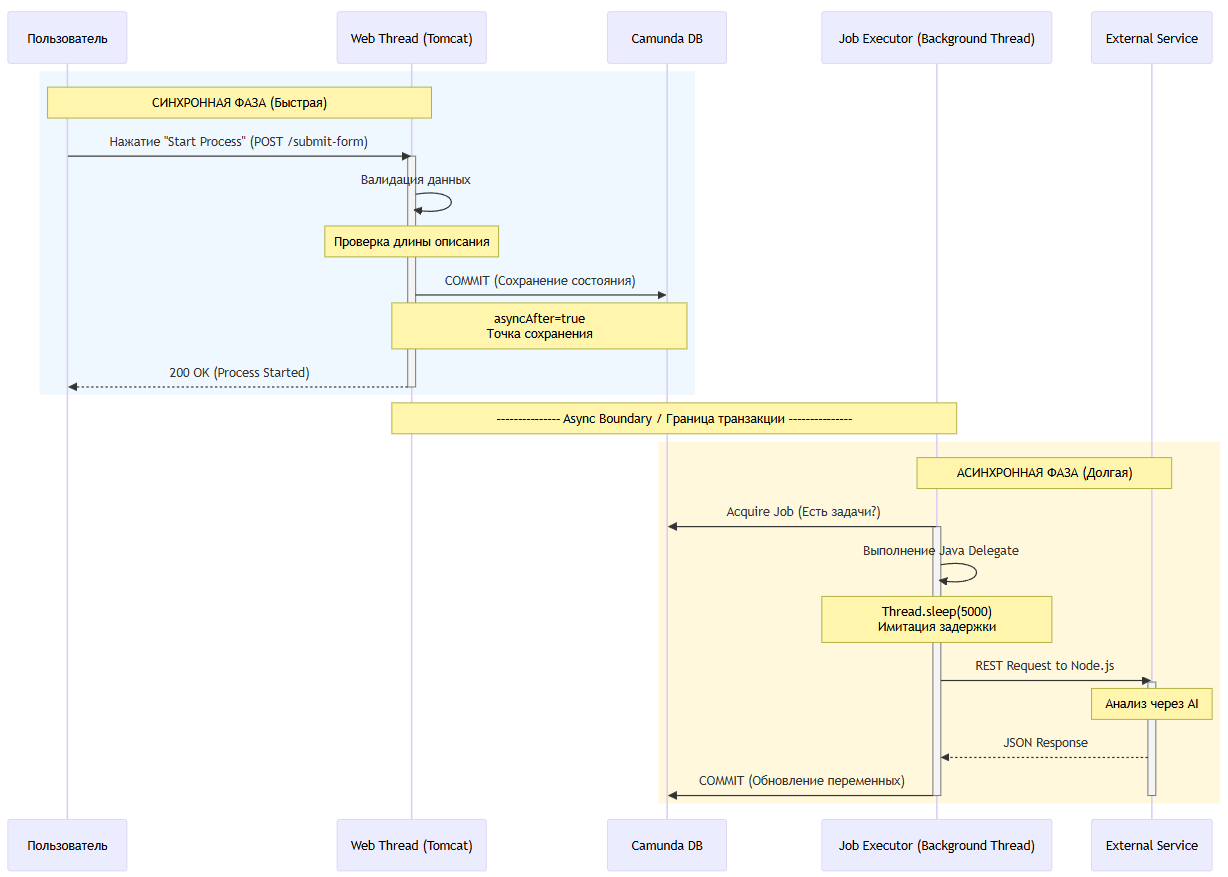 Пользователь
Web Thread (Tomcat)
Camunda DB
Job Executor (Background Thread)
External Service
СИНХРОННАЯ ФАЗА (Быстрая)
Нажатие "Start Process" (POST /submit-form)
Валидация данных
Проверка длины описания
COMMIT (Сохранение состояния)
asyncAfter=true
Точка сохранения
200 OK (Process Started)
--------------- Async Boundary / Граница транзакции ---------------
АСИНХРОННАЯ ФАЗА (Долгая)
Acquire Job (Есть задачи?)
Выполнение Java Delegate
Thread.sleep(5000)
Имитация задержки
REST Request to Node.js
Анализ через AI
JSON Response
COMMIT (Обновление переменных)
Пользователь
Web Thread (Tomcat)
Camunda DB
Job Executor (Background Thread)
External Service